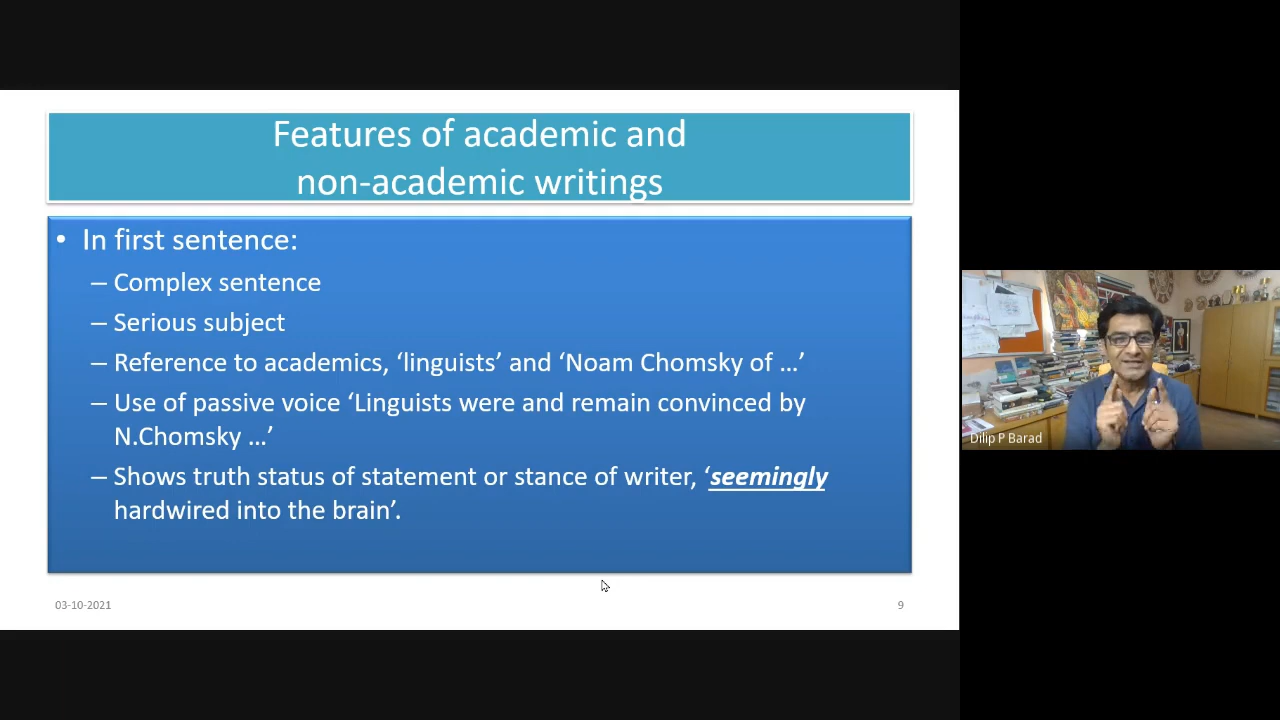 Features of academic and
non-academic writings
• In first sentence:
– Complex sentence
– Serious subject
– Reference to academics, ‘linguists’ and ‘Noam Chomsky of …’
– Use of passive voice ‘Linguists were and remain convinced by
N.Chomsky …’
– Shows truth status of statement or stance of writer, ‘seemingly
hardwired into the brain’.
03-10-2021
9
Dilip P Barad